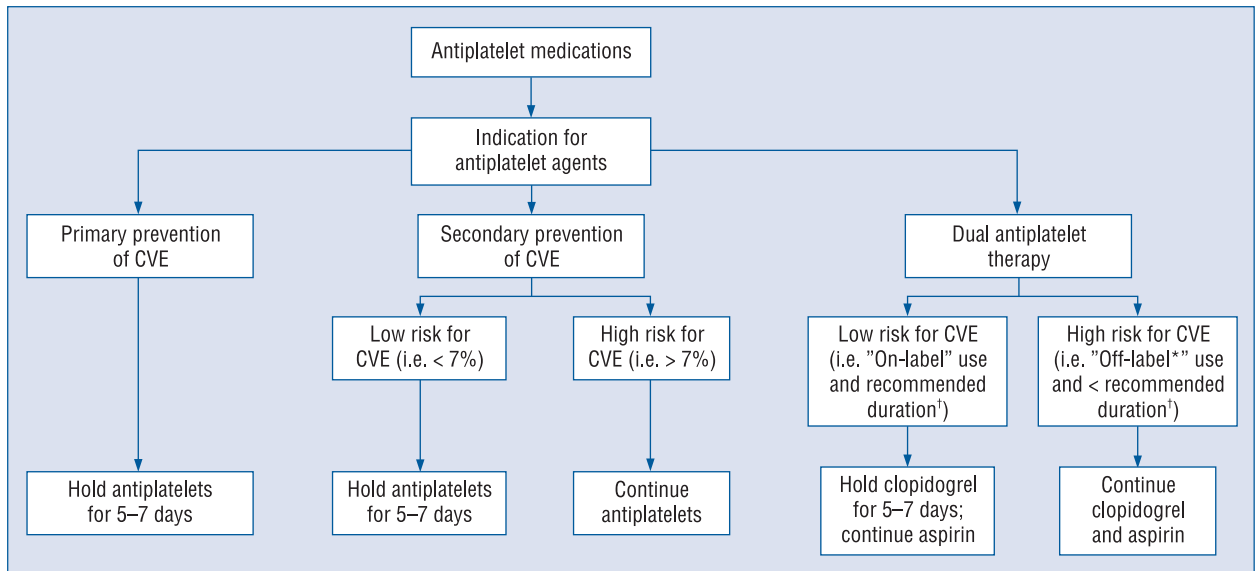 Antiplatelet medications
Indication for
antiplatelet agents
Primary prevention
of CVE
Secondary prevention
of CVE
Dual antiplatelet
therapy
Low risk for
CVE (i.e. < 7%)
High risk for
CVE (i.e. > 7%)
Low risk for CVE
(i.e. ”On-label” use
and recommended
duration†)
High risk for CVE
(i.e. ”Off-label*” use
and < recommended
duration†)
Hold antiplatelets
for 5–7 days
Hold antiplatelets
for 5–7 days
Continue
antiplatelets
Hold clopidogrel
for 5–7 days;
continue aspirin
Continue
clopidogrel
and aspirin